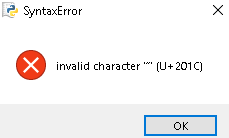 SyntaxError
invalid character '“' (U+201C)
OK